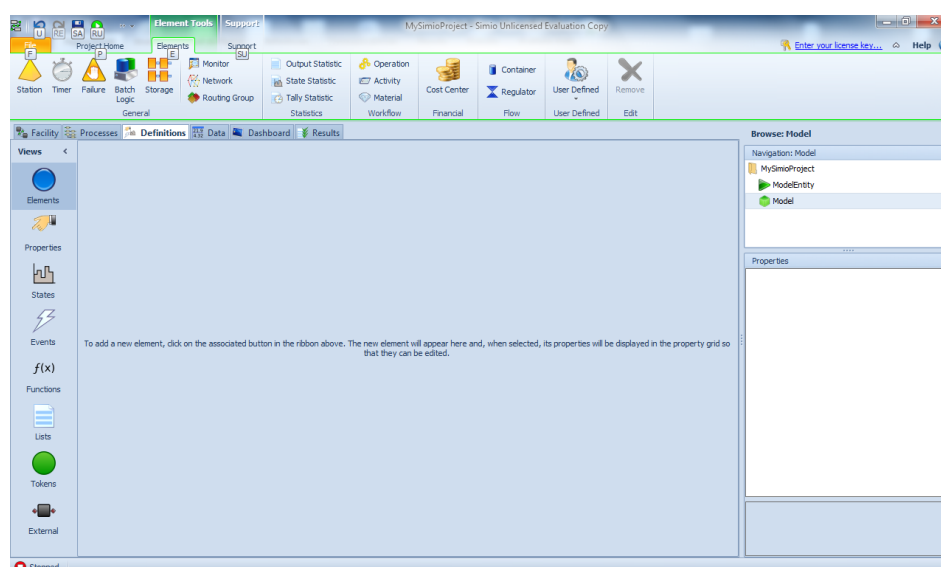 Element Tools Support
MySimioProject - Simio Unlicensed Evaluation Copy
U RE SA RU
Project Home Elements Support
F P E SU
Enter your license key... Help
Station
Timer
Failure
Batch Logic
Storage
Monitor
Network
Routing Group
General
Output Statistic
State Statistic
Tally Statistic
Statistics
Operation
Activity
Material
Workflow
Cost Center
Financial
Container
Regulator
Flow
User Defined
User Defined
Remove
Edit
Facility Processes Definitions Data Dashboard Results
Views <
Elements
Properties
States
Events
f(x)
Functions
Lists
Tokens
External
To add a new element, click on the associated button in the ribbon above. The new element will appear here and, when selected, its properties will be displayed in the property grid so
that they can be edited.
Browse: Model
Navigation: Model
MySimioProject
ModelEntity
Model
Properties
Stopped